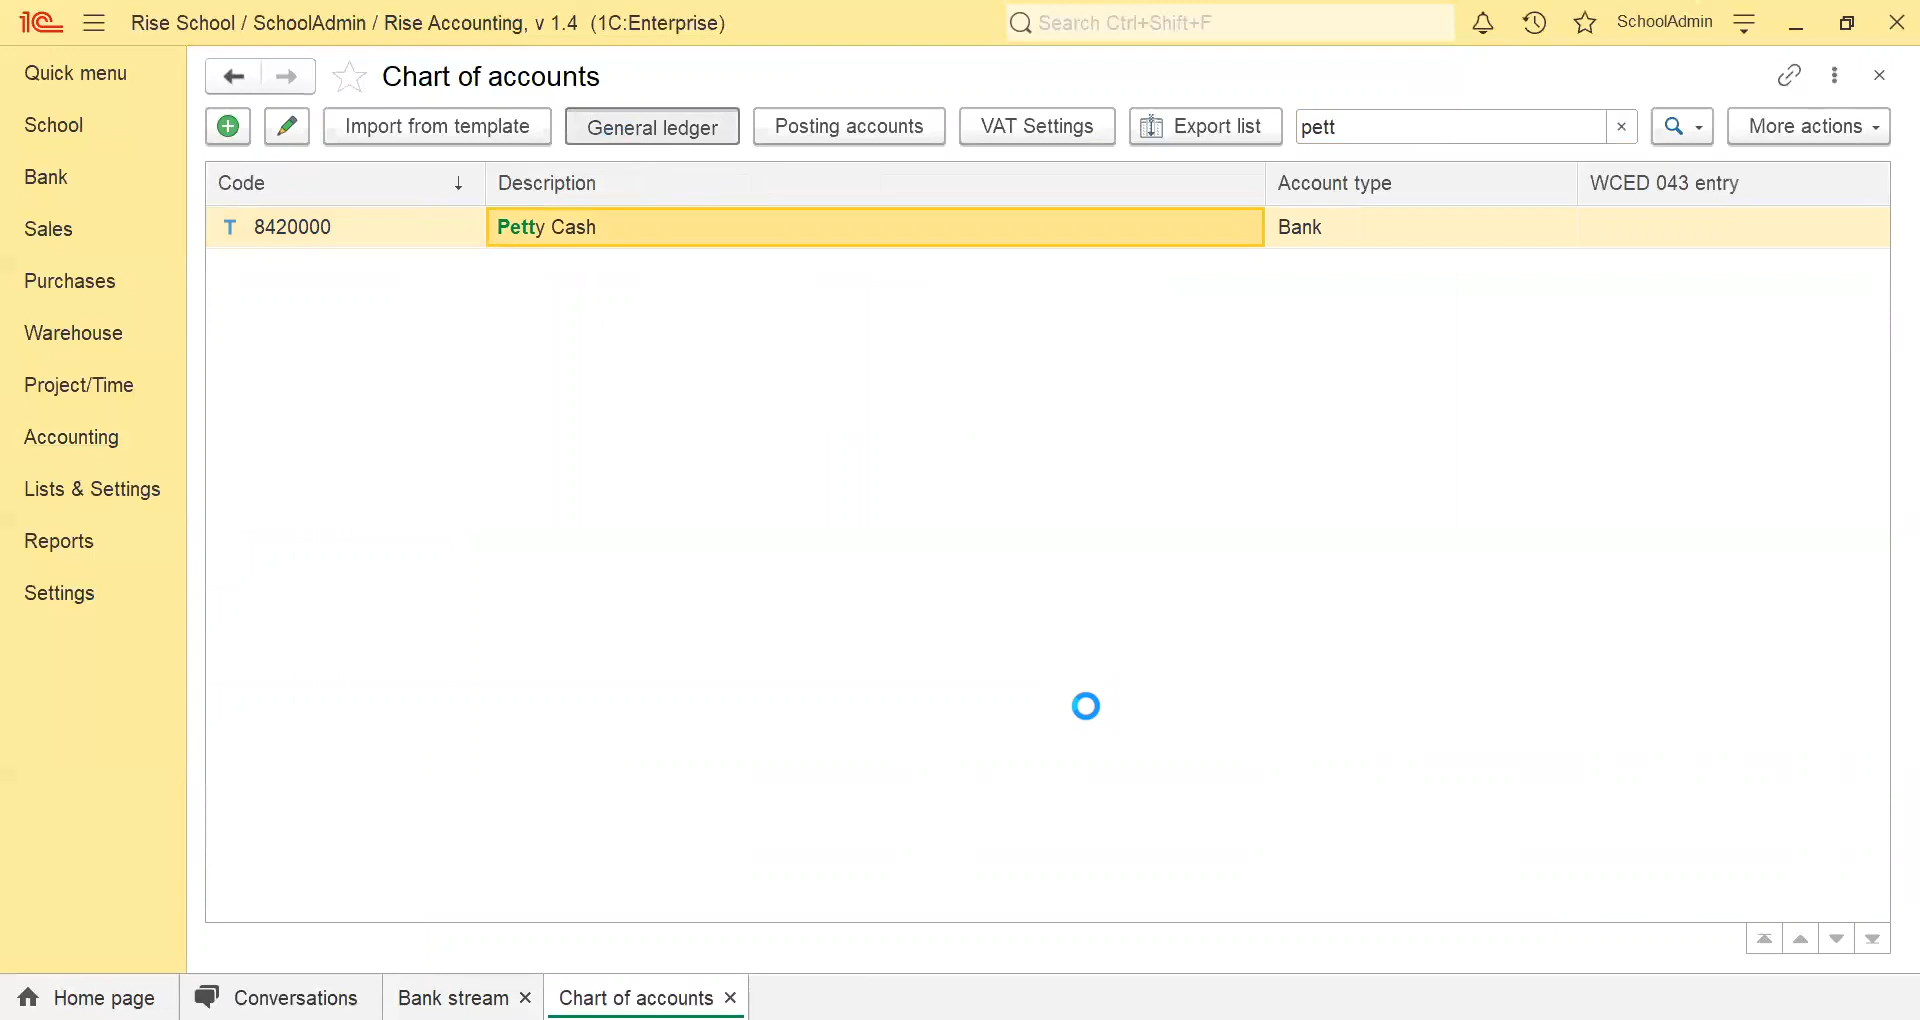 1C Rise School / SchoolAdmin / Rise Accounting, v 1.4 (1C:Enterprise) Search Ctrl+Shift+F SchoolAdmin
Quick menu
School
Bank
Sales
Purchases
Warehouse
Project/Time
Accounting
Lists & Settings
Reports
Settings
Chart of accounts
Import from template General ledger Posting accounts VAT Settings Export list pett More actions
Code Description Account type WCED 043 entry
T 8420000 Petty Cash Bank
Home page Conversations Bank stream Chart of accounts